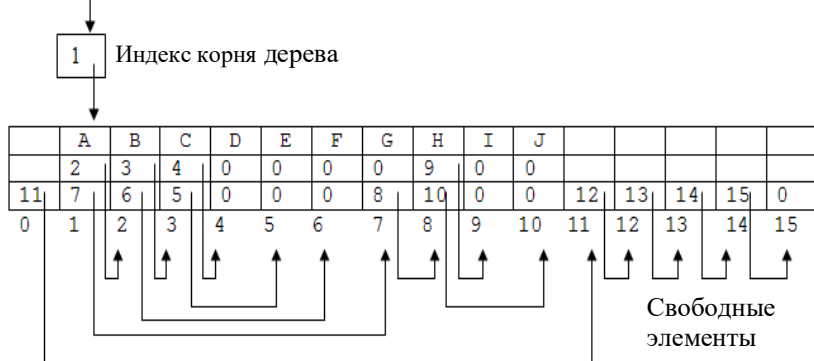 1 Индекс корня дерева
A B C D E F G H I J
2 3 4 0 0 0 0 9 0 0
11 7 6 5 0 0 0 8 10 0 0 12 13 14 15 0
0 1 2 3 4 5 6 7 8 9 10 11 12 13 14 15
Свободные
элементы